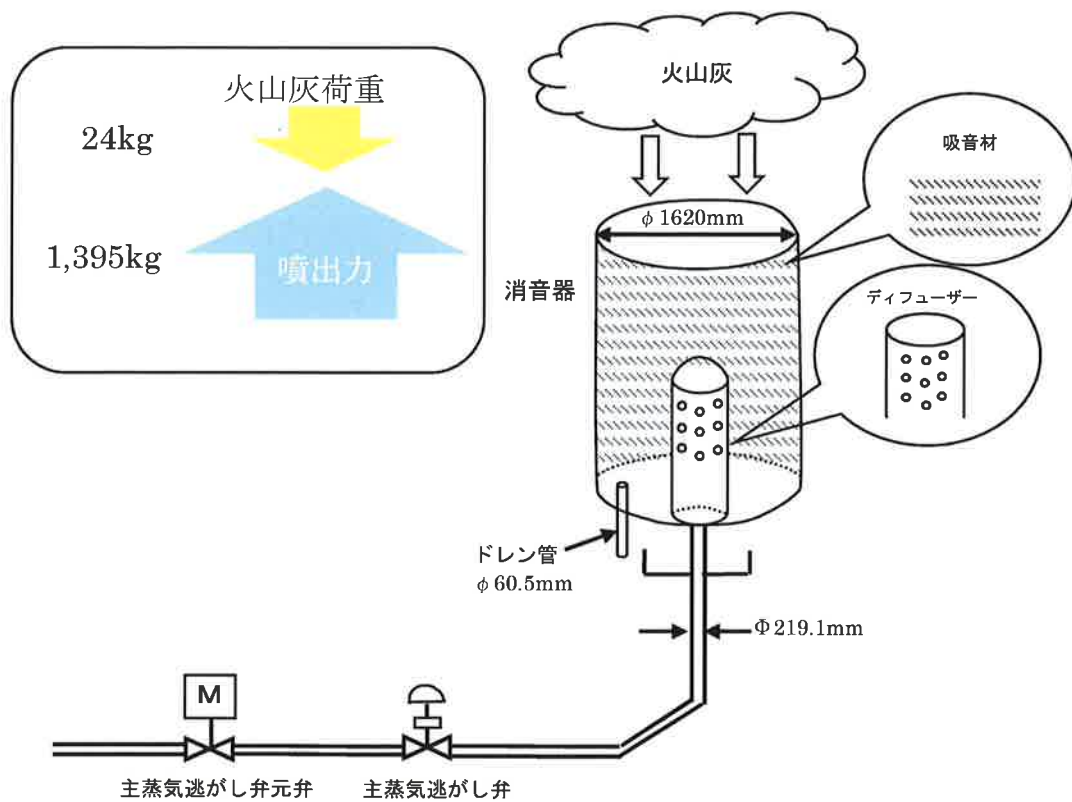 火山灰荷重
24kg
1,395kg
噴出力
火山灰
吸音材
φ1620mm
消音器
ディフューザー
ドレン管
φ60.5mm
Φ219.1mm
M
主蒸気逃がし弁元弁
主蒸気逃がし弁